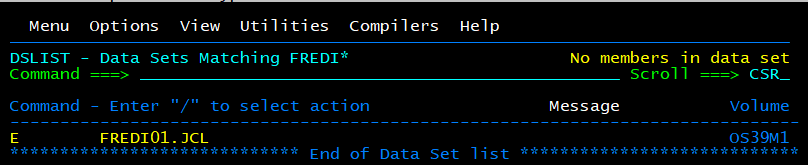 Menu Options View Utilities Compilers Help
DSLIST - Data Sets Matching FREDI* No members in data set
Command ===> Scroll ===> CSR_
Command - Enter "/" to select action Message Volume
-------------------------------------------------------------------------------
E FREDI01.JCL OS39M1
***************************** End of Data Set list ****************************